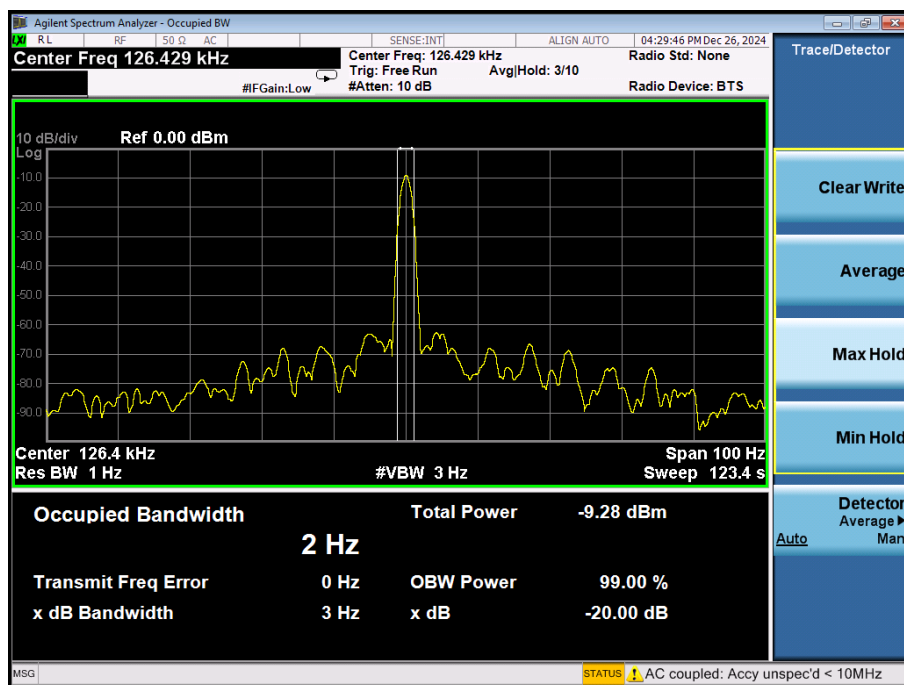 Agilent Spectrum Analyzer - Occupied BW
LXI RL RF 50 Ω AC SENSE:INT ALIGN AUTO 04:29:46 PM Dec 26, 2024
Center Freq 126.429 kHz
Center Freq: 126.429 kHz Radio Std: None
Trig: Free Run Avg|Hold: 3/10
#IFGain:Low #Atten: 10 dB Radio Device: BTS
Trace/Detector
10 dB/div Ref 0.00 dBm
Log
-10.0
-20.0
-30.0
-40.0
-50.0
-60.0
-70.0
-80.0
-90.0
Center 126.4 kHz Span 100 Hz
Res BW 1 Hz #VBW 3 Hz Sweep 123.4 s
Occupied Bandwidth Total Power -9.28 dBm
2 Hz
Transmit Freq Error 0 Hz OBW Power 99.00 %
x dB Bandwidth 3 Hz x dB -20.00 dB
Clear Write
Average
Max Hold
Min Hold
Detector
Average
Auto Man
MSG STATUS AC coupled: Accy unspec'd < 10MHz